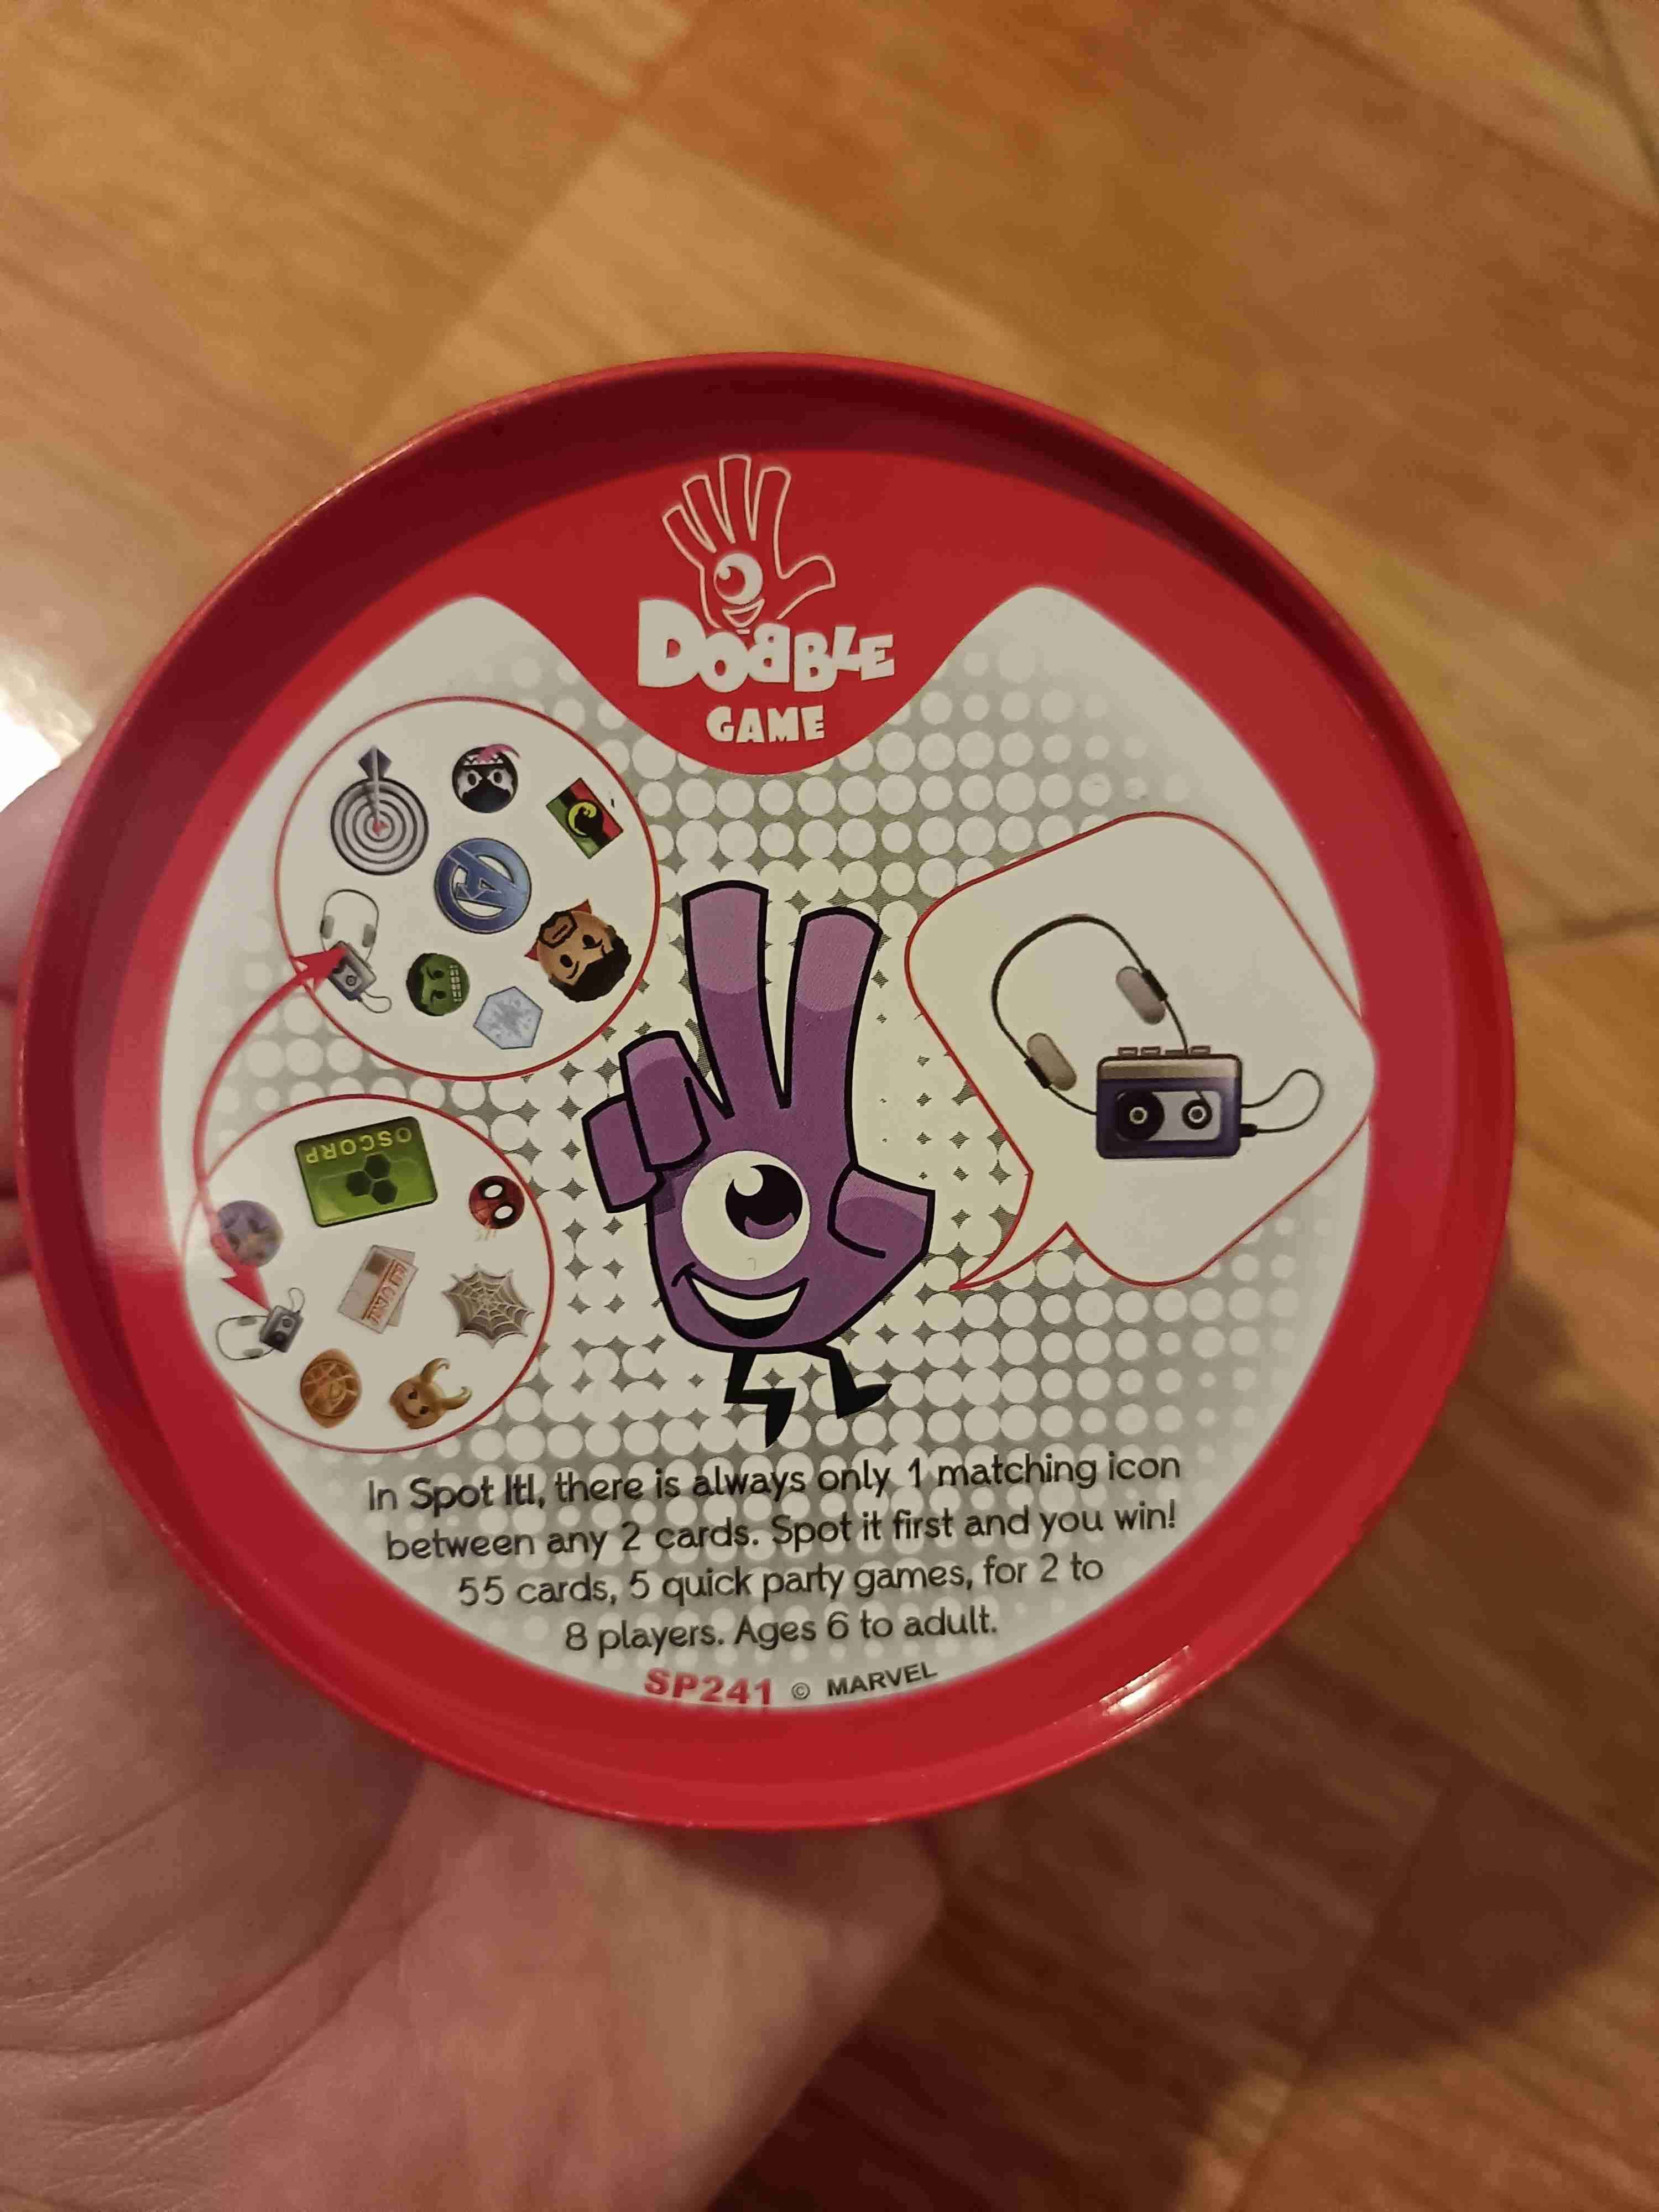 DOBBLE
GAME
OSCORP
In Spot It!, there is always only 1 matching icon
between any 2 cards. Spot it first and you win!
55 cards, 5 quick party games, for 2 to
8 players. Ages 6 to adult.
SP241 © MARVEL